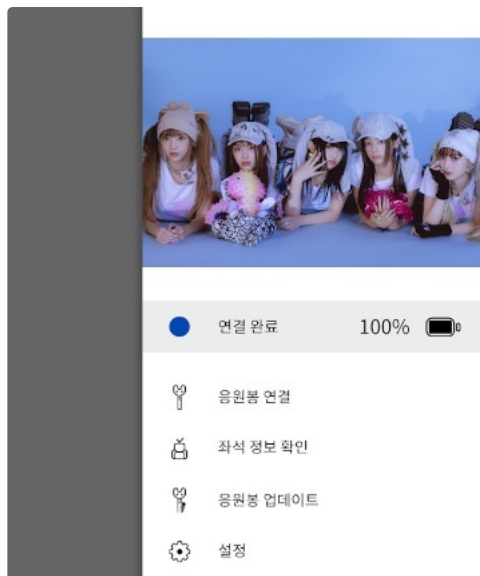 연결 완료 100%
응원봉 연결
좌석 정보 확인
응원봉 업데이트
설정